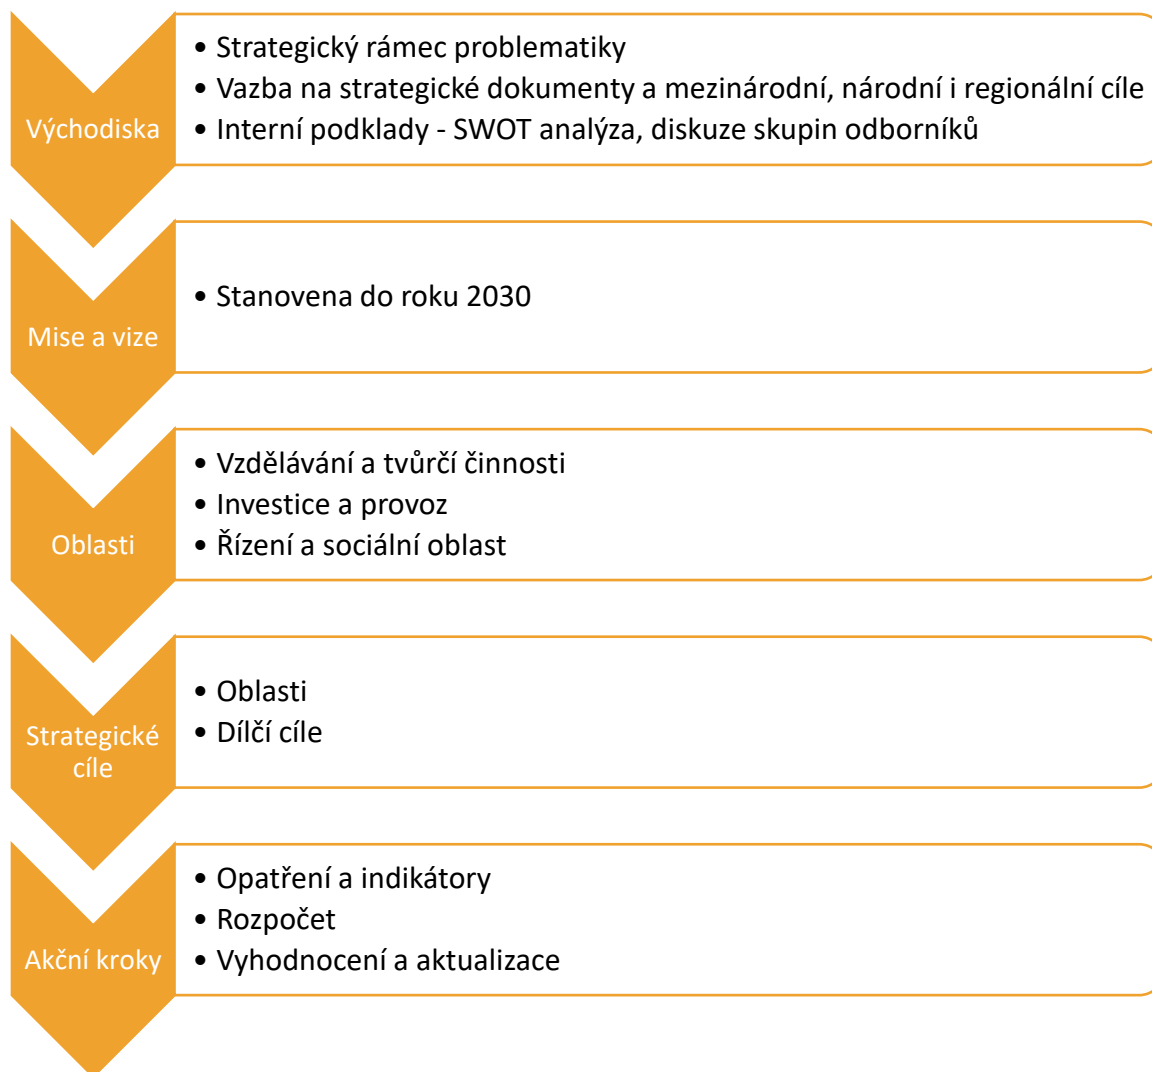 Východiska
• Strategický rámec problematiky
• Vazba na strategické dokumenty a mezinárodní, národní i regionální cíle
• Interní podklady - SWOT analýza, diskuze skupin odborníků
Mise a vize
• Stanovena do roku 2030
Oblasti
• Vzdělávání a tvůrčí činnosti
• Investice a provoz
• Řízení a sociální oblast
Strategické
cíle
• Oblasti
• Dílčí cíle
Akční kroky
• Opatření a indikátory
• Rozpočet
• Vyhodnocení a aktualizace